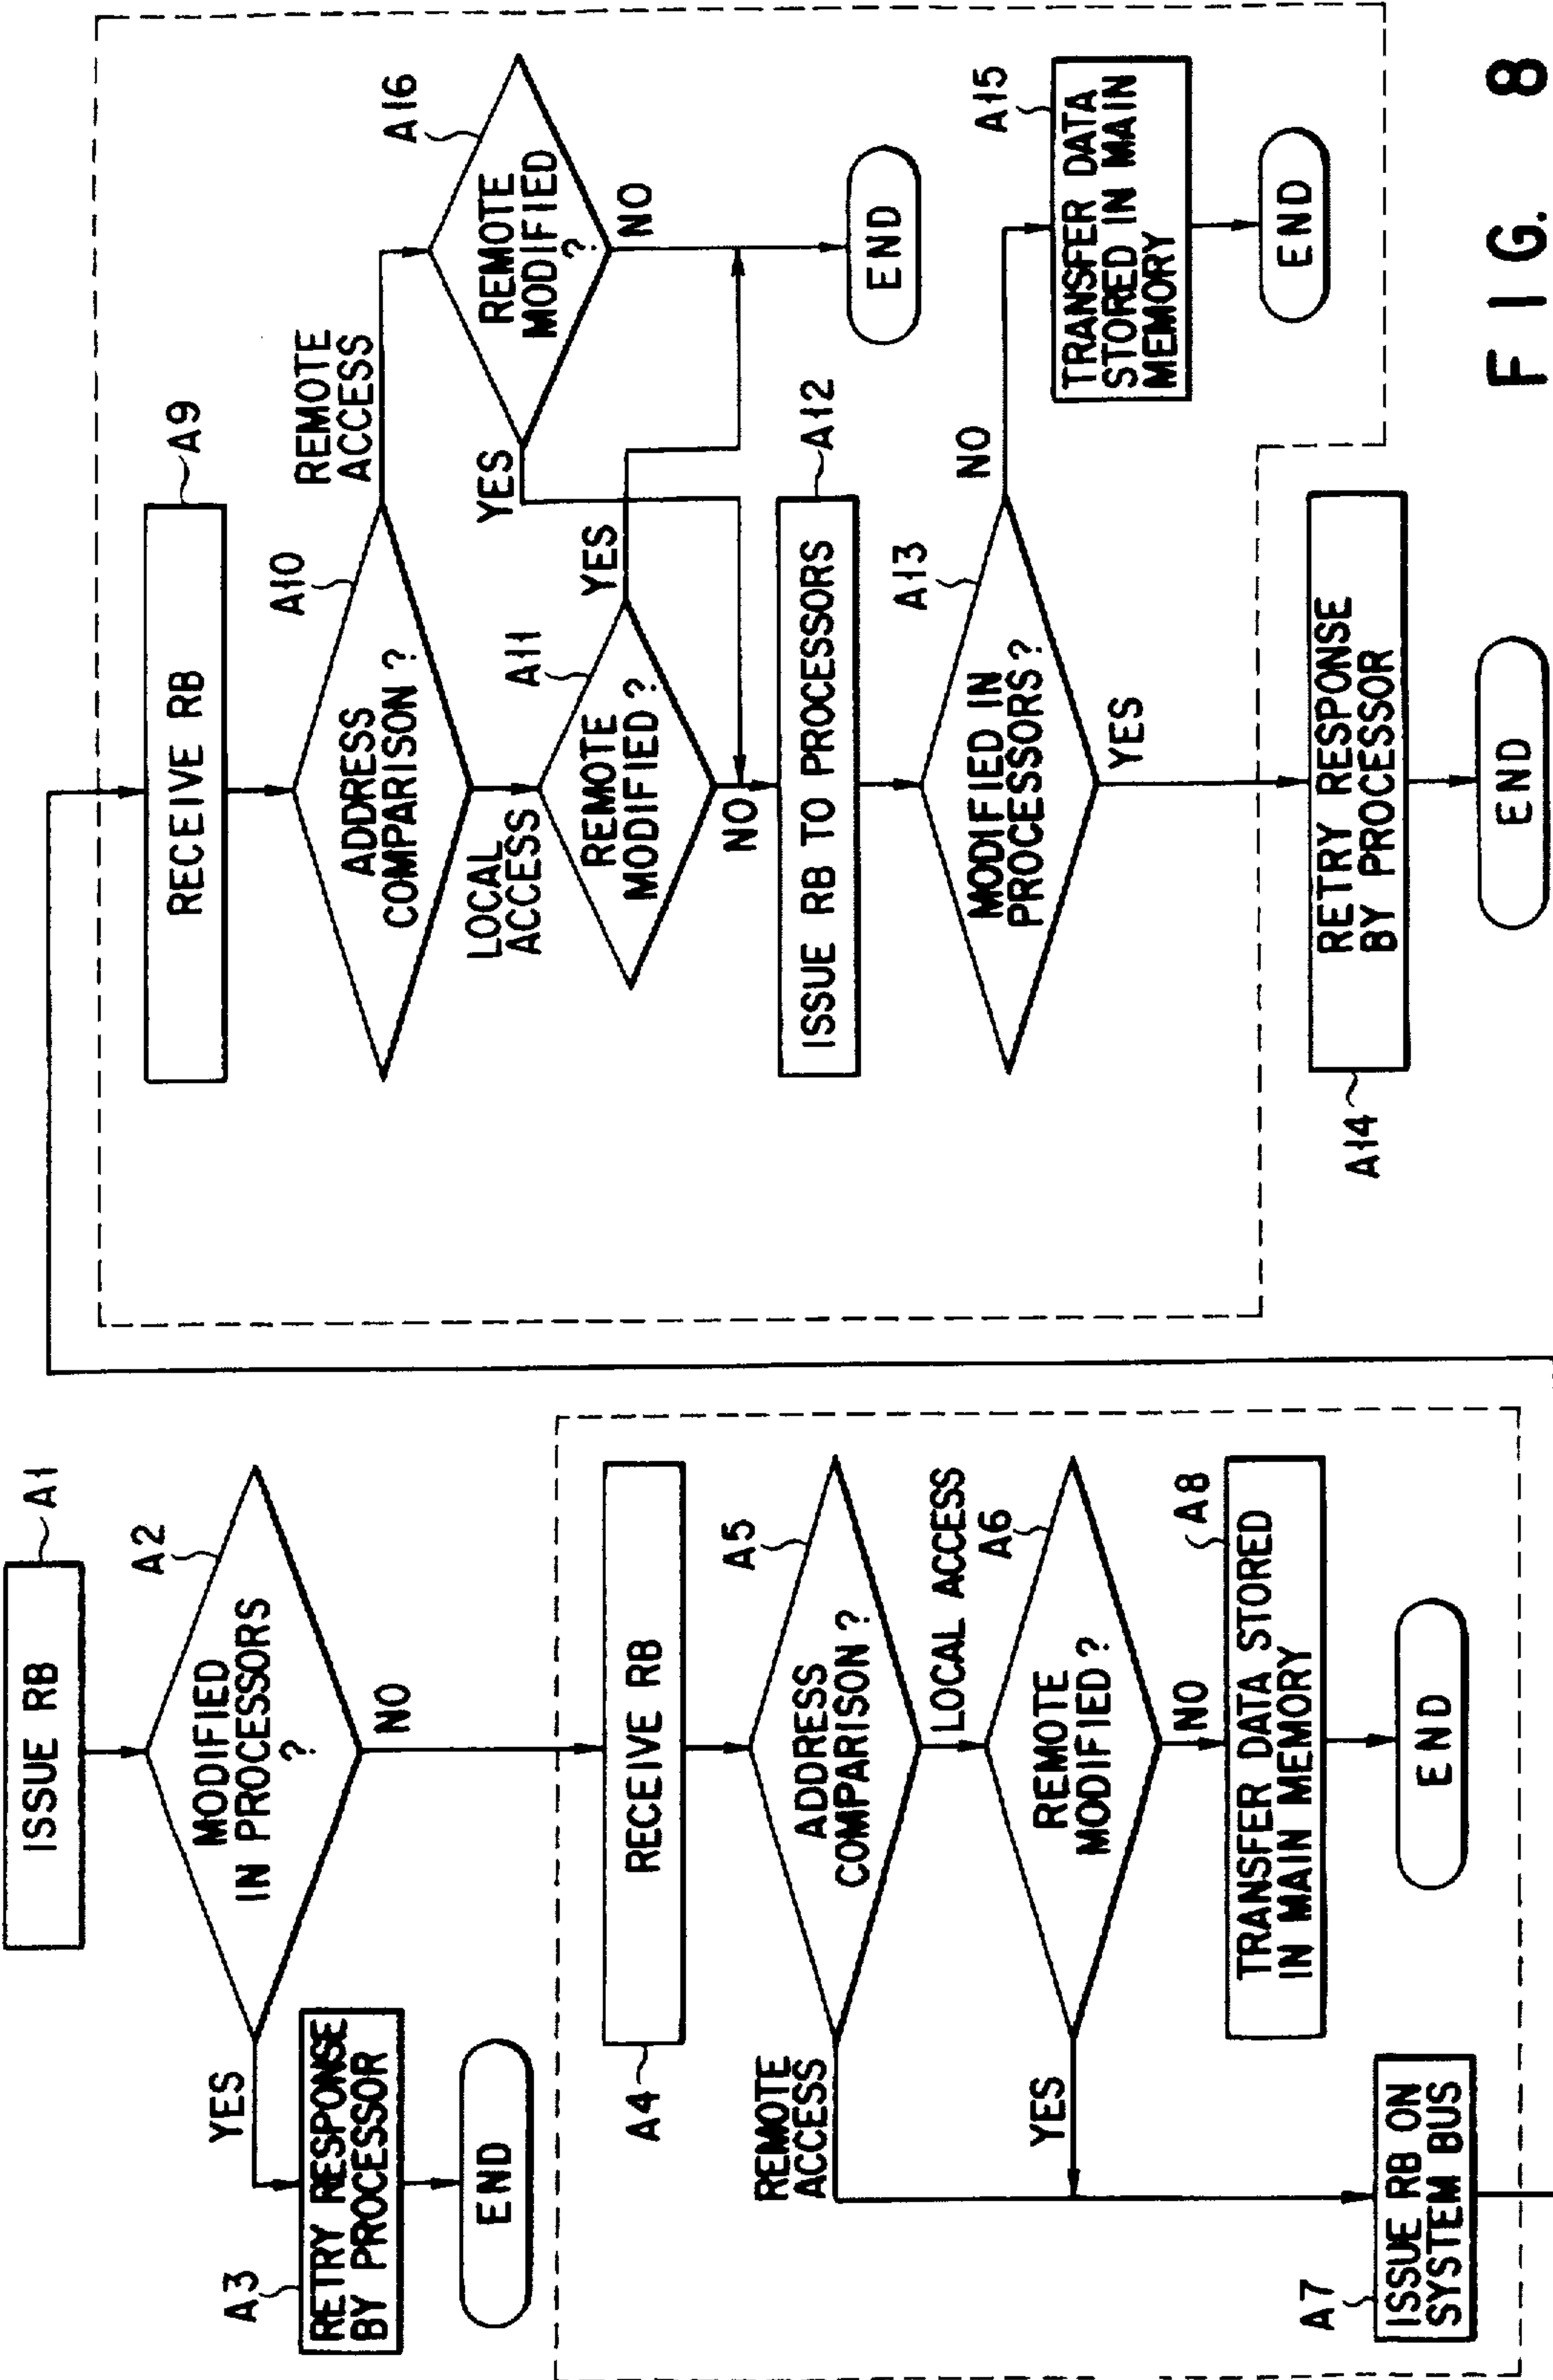 ISSUE RB
A1
A2
MODIFIED
IN PROCESSORS
?
YES
NO
A3
RETRY RESPONSE
BY PROCESSOR
END
A4
RECEIVE RB
A5
ADDRESS
COMPARISON ?
REMOTE
ACCESS
LOCAL ACCESS
A6
REMOTE
MODIFIED ?
YES
NO
A8
TRANSFER DATA STORED
IN MAIN MEMORY
END
A7
ISSUE RB ON
SYSTEM BUS
RECEIVE RB
A9
A10
ADDRESS
COMPARISON ?
REMOTE
ACCESS
LOCAL
ACCESS
A16
REMOTE
MODIFIED
?
YES
NO
A11
REMOTE
MODIFIED ?
YES
NO
END
ISSUE RB TO PROCESSORS
A12
A13
MODIFIED IN
PROCESSORS ?
NO
YES
A15
TRANSFER DATA
STORED IN MAIN
MEMORY
END
A14
RETRY RESPONSE
BY PROCESSOR
END
FIG. 8